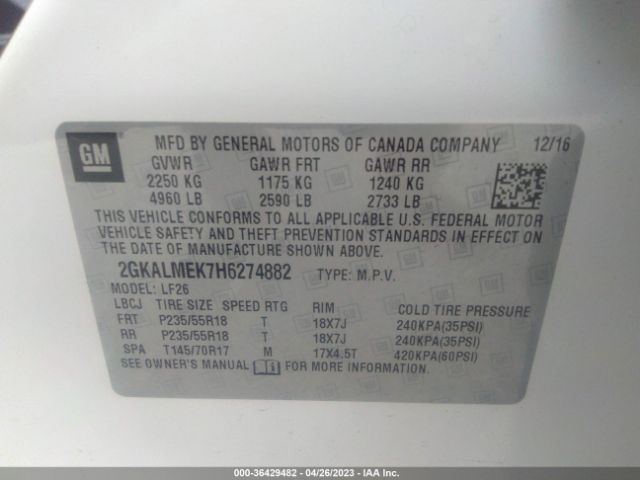 GM
MFD BY GENERAL MOTORS OF CANADA COMPANY 12/16
GVWR GAWR FRT GAWR RR
2250 KG 1175 KG 1240 KG
4960 LB 2590 LB 2733 LB
THIS VEHICLE CONFORMS TO ALL APPLICABLE U.S. FEDERAL MOTOR
VEHICLE SAFETY AND THEFT PREVENTION STANDARDS IN EFFECT ON
THE DATE OF MANUFACTURE SHOWN ABOVE.
2GKALMEK7H6274882 TYPE: M.P.V.
MODEL: LF26
LBCJ TIRE SIZE SPEED RTG RIM COLD TIRE PRESSURE
FRT P235/55R18 T 18X7J 240KPA(35PSI)
RR P235/55R18 T 18X7J 240KPA(35PSI)
SPA T145/70R17 M 17X4.5T 420KPA(60PSI)
SEE OWNER'S MANUAL FOR MORE INFORMATION.
000-36429482 - 04/26/2023 - IAA, Inc.